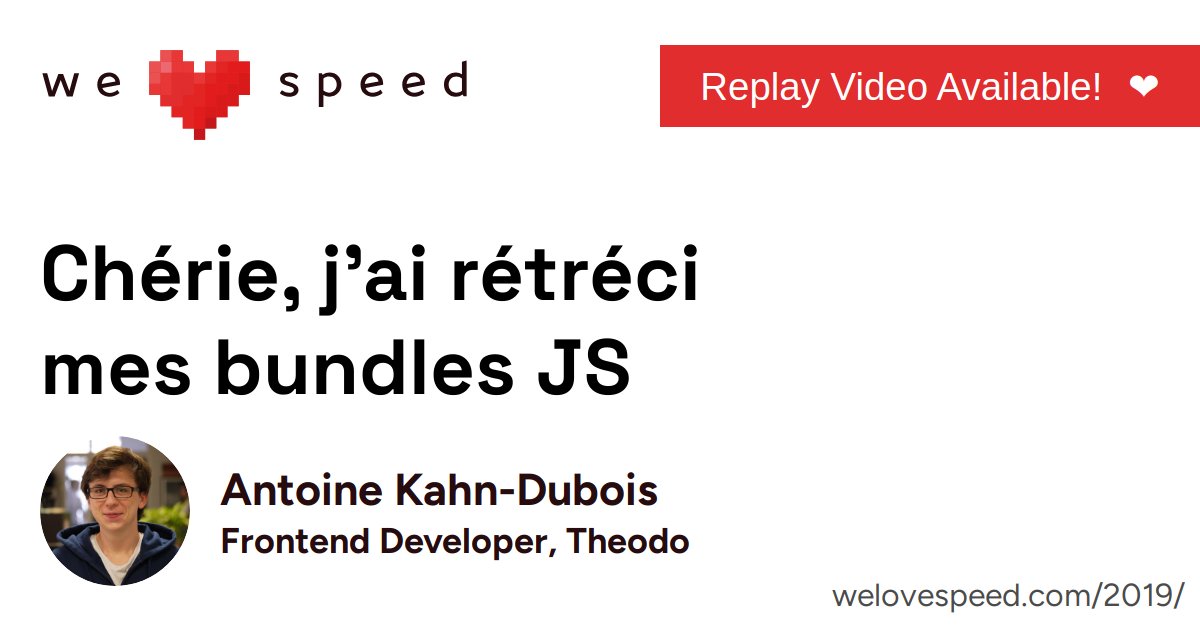 we speed
Replay Video Available! ❤
Chérie, j’ai rétréci
mes bundles JS
Antoine Kahn-Dubois
Frontend Developer, Theodo
welovespeed.com/2019/